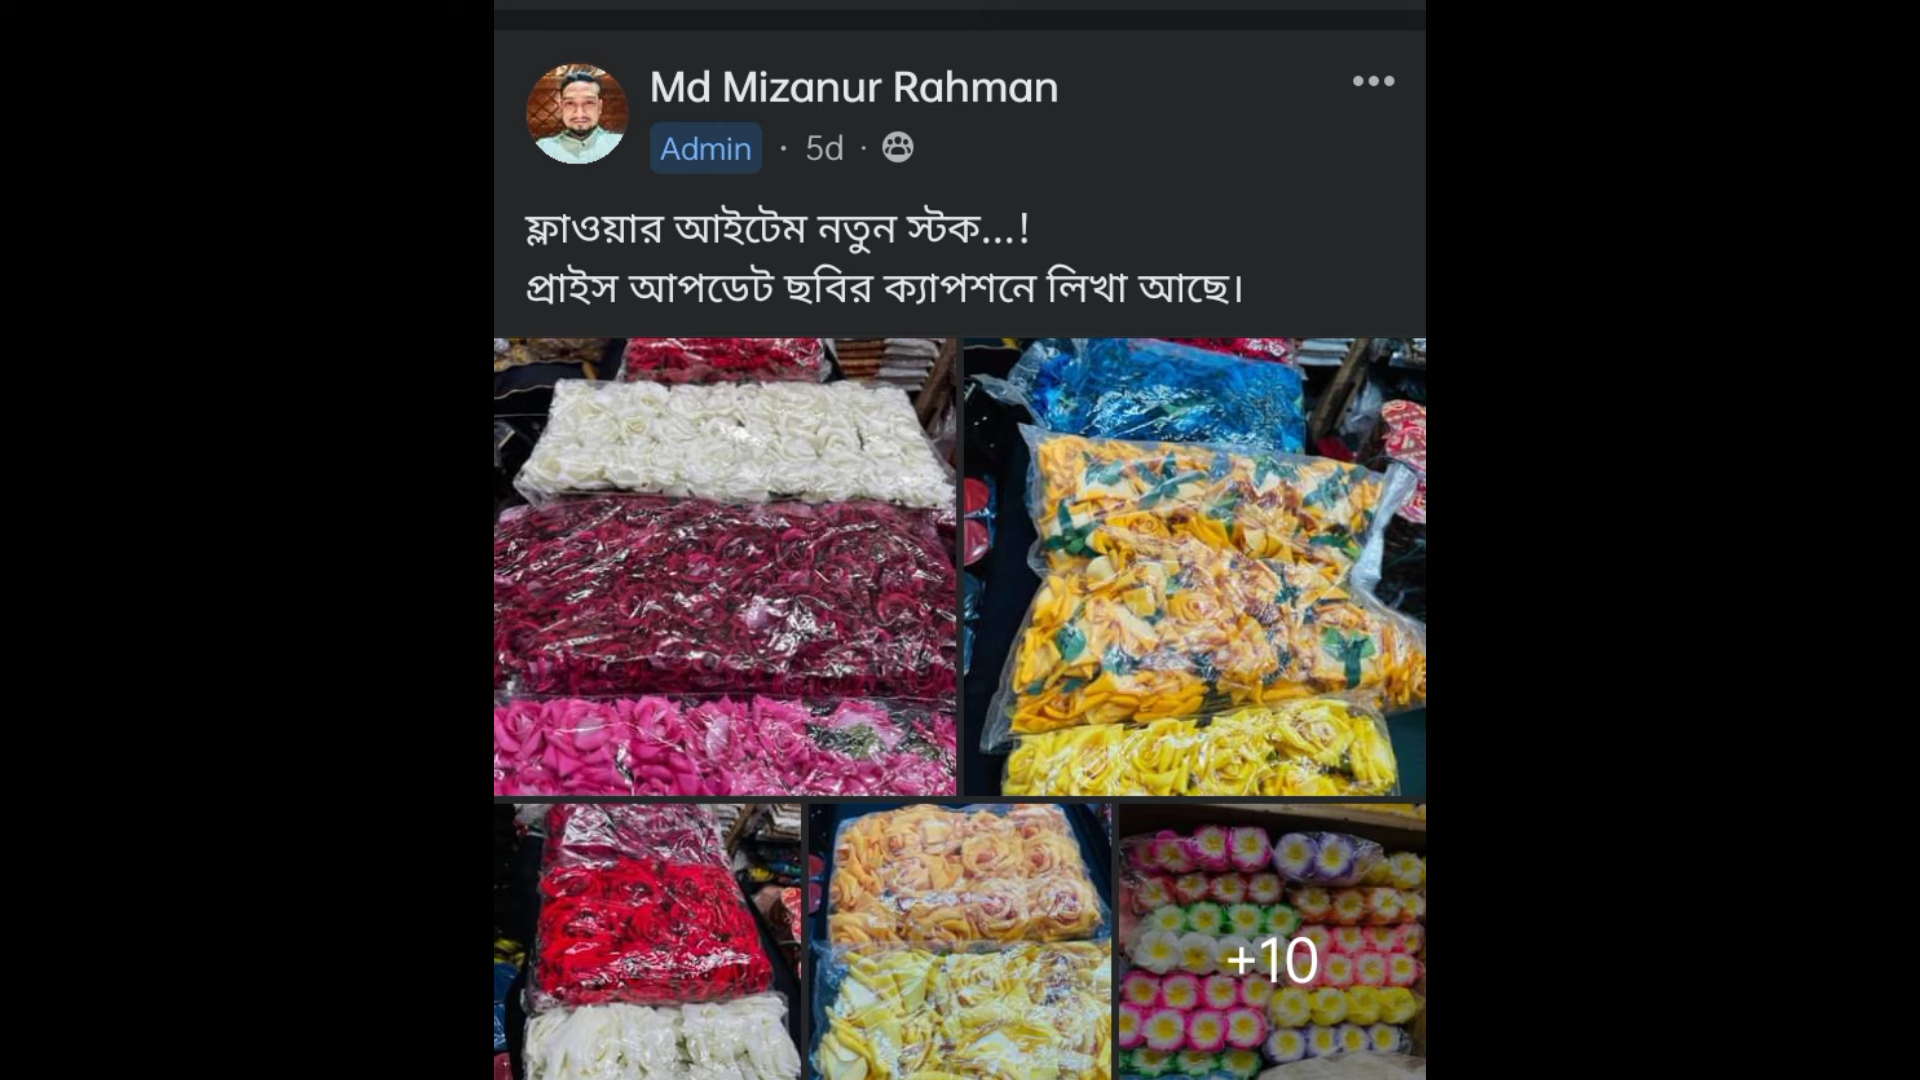 Md Mizanur Rahman
Admin · 5d ·
ফ্লাওয়ার আইটেম নতুন স্টক...!
প্রাইস আপডেট ছবির ক্যাপশনে লিখা আছে।
+10